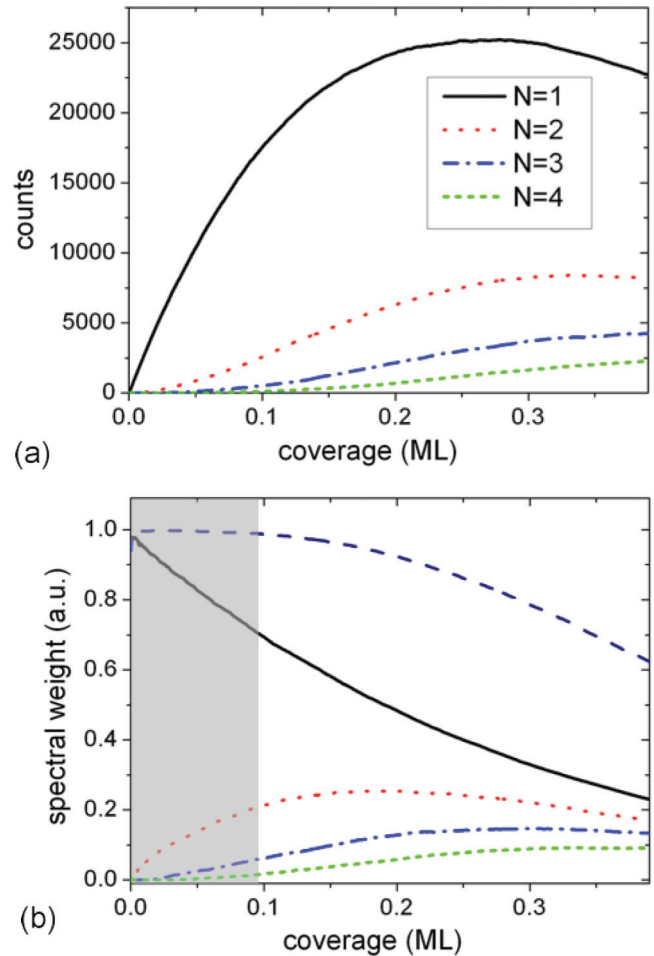 25000
20000
15000
10000
5000
0
counts
N=1
N=2
N=3
N=4
0.0 0.1 0.2 0.3
coverage (ML)
(a)
1.0
0.8
0.6
0.4
0.2
0.0
spectral weight (a.u.)
0.0 0.1 0.2 0.3
coverage (ML)
(b)